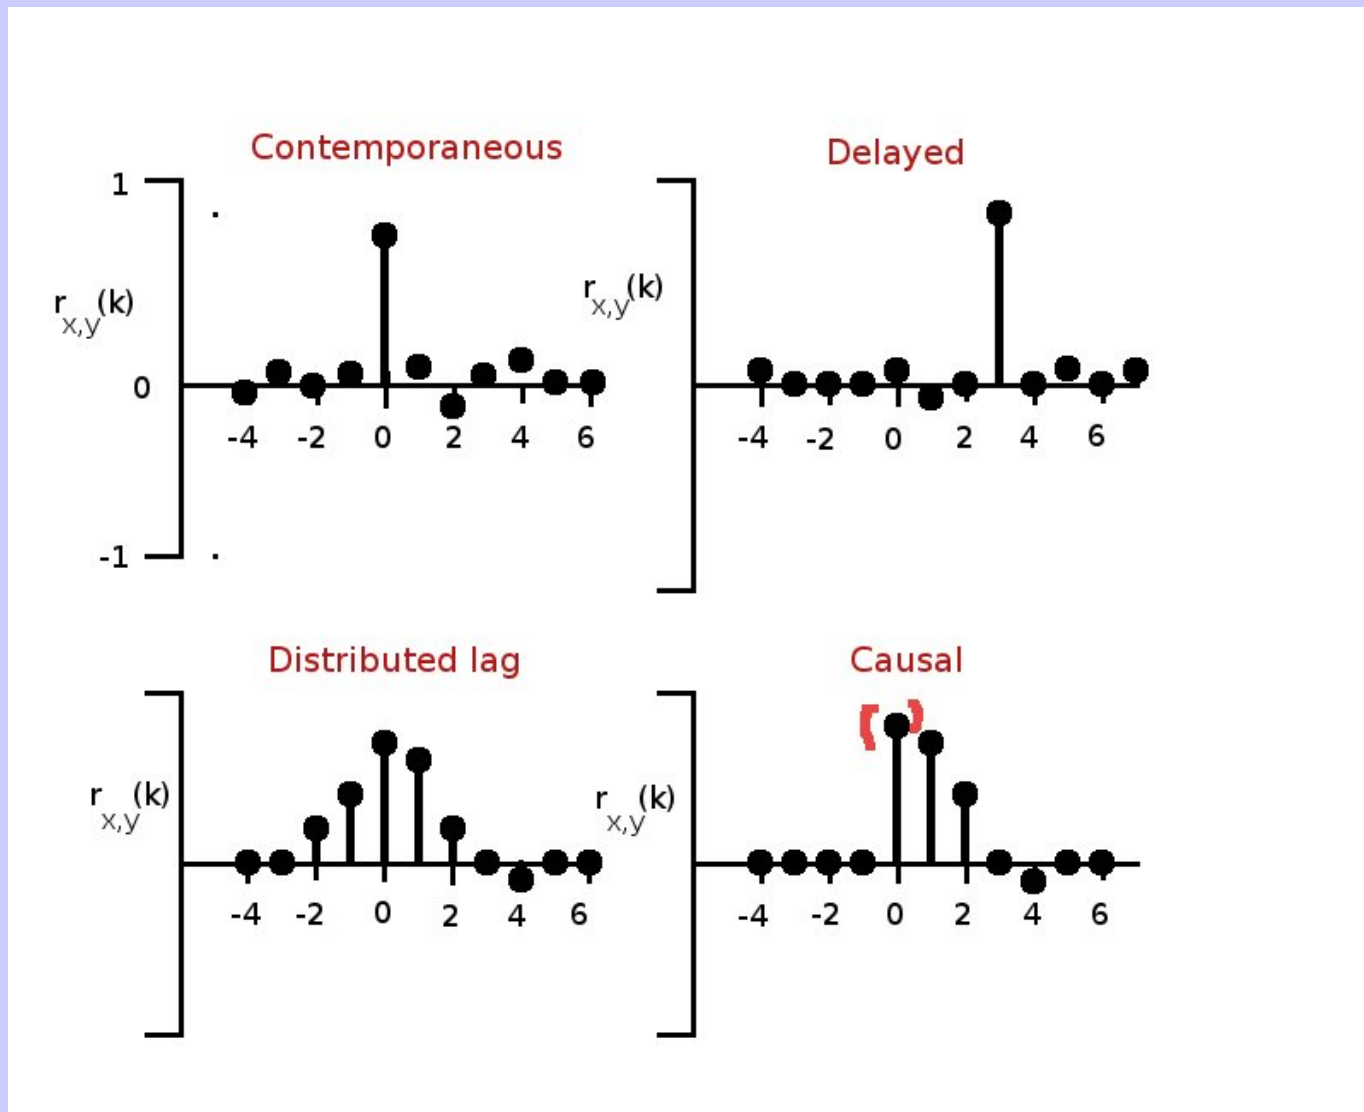 Contemporaneous
1
r x,y (k)
0
-4 -2 0 2 4 6
-1
Delayed
r x,y (k)
-4 -2 0 2 4 6
Distributed lag
r x,y (k)
-4 -2 0 2 4 6
Causal
( )
r x,y (k)
-4 -2 0 2 4 6